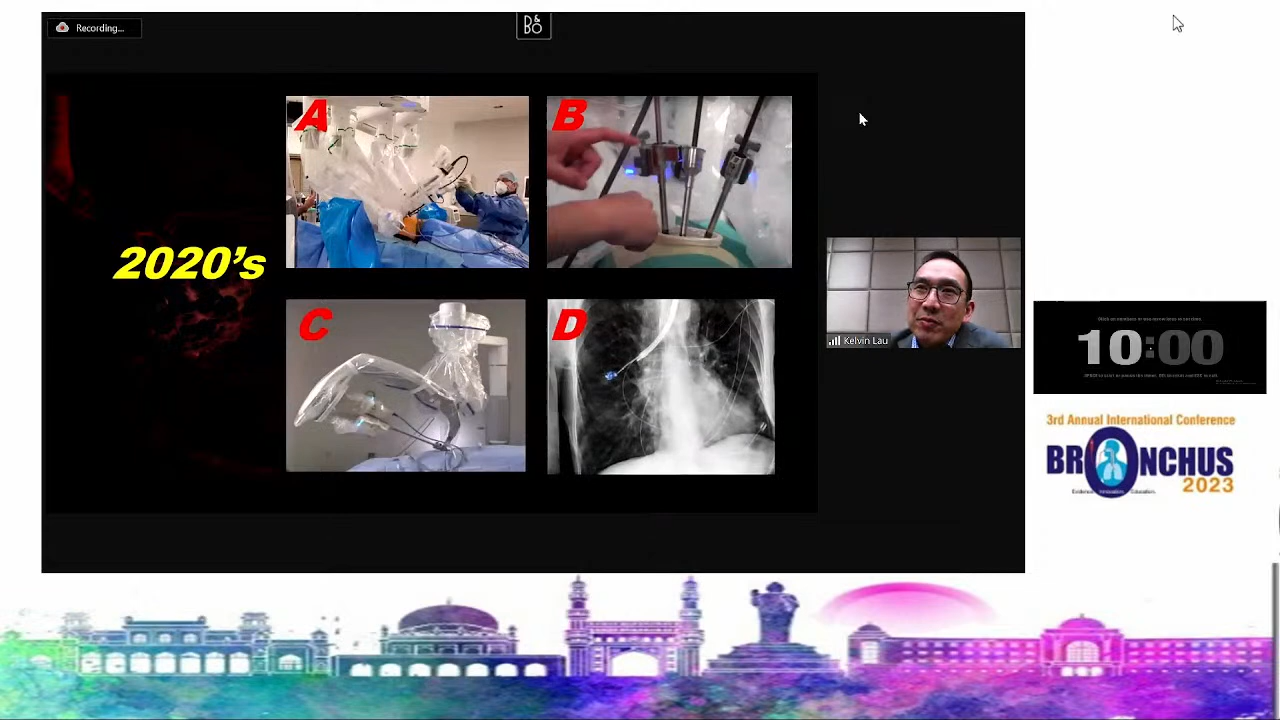 Recording...
B&O
A
B
2020's
C
D
Kelvin Lau
10:00
3rd Annual International Conference
BRONCHUS
2023